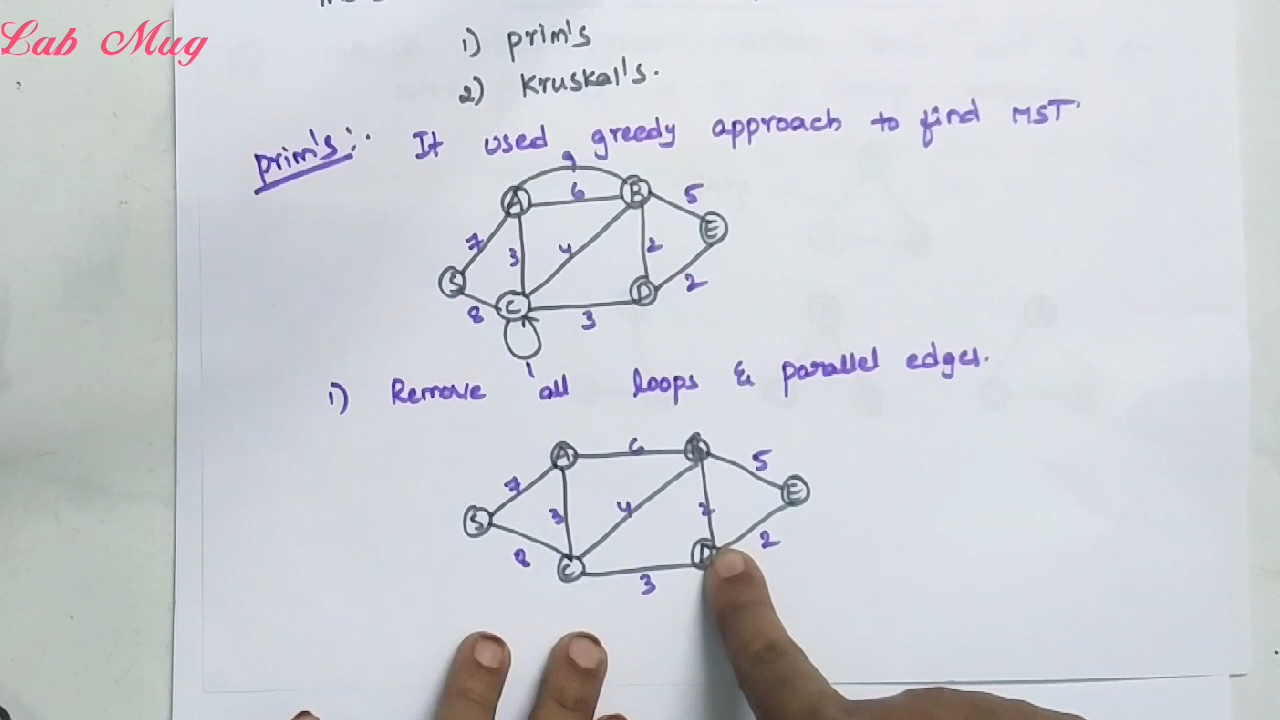 Lab Mug
1) prim's
2) Kruskal's.
prim's:- It used greedy approach to find MST
9
A 6 B 5
7 3 4 2 E
S C D 2
8 3
1
1) Remove all loops & parallel edges.
A 6 B 5
7 3 4 2 E
S D 2
8 C 3